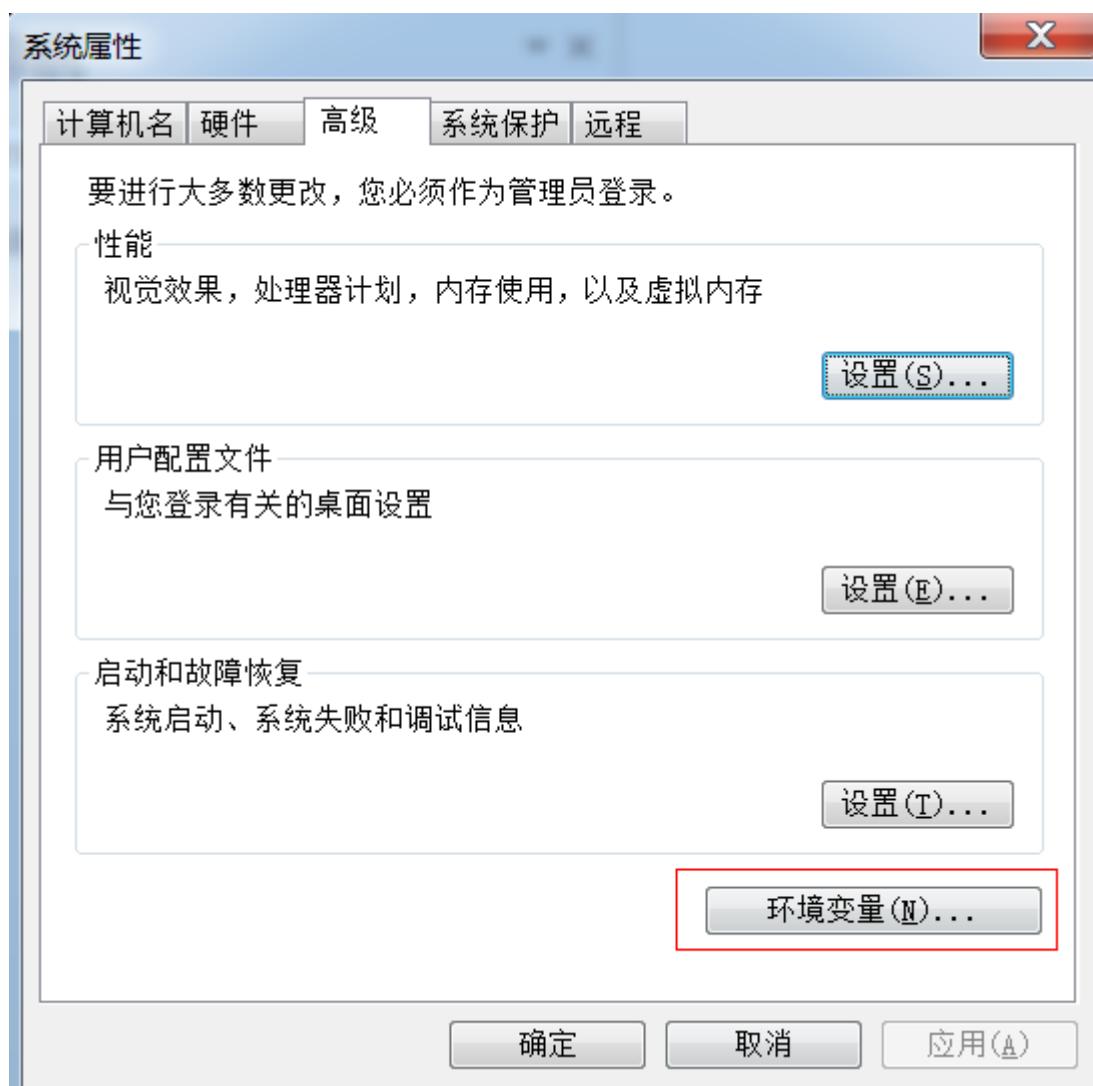 系统属性
计算机名 硬件 高级 系统保护 远程
要进行大多数更改，您必须作为管理员登录。
性能
视觉效果，处理器计划，内存使用，以及虚拟内存
设置(S)...
用户配置文件
与您登录有关的桌面设置
设置(E)...
启动和故障恢复
系统启动、系统失败和调试信息
设置(T)...
环境变量(N)...
确定 取消 应用(A)